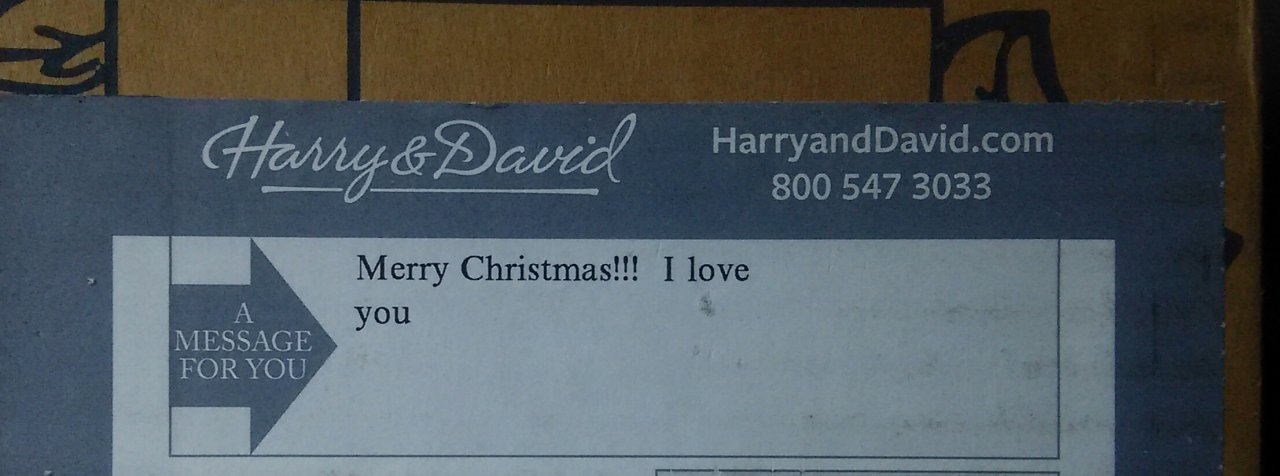 Harry & David
HarryandDavid.com
800 547 3033
A
MESSAGE
FOR YOU
Merry Christmas!!! I love
you